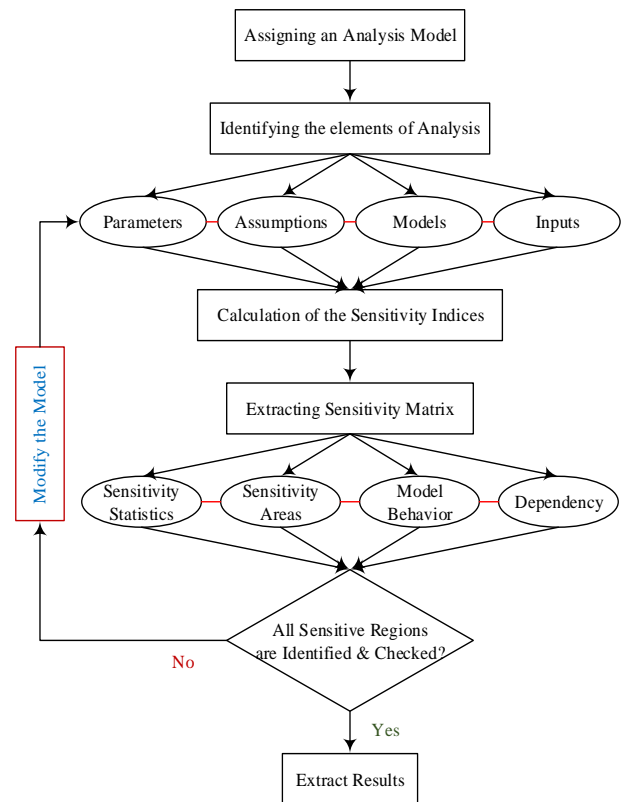 Assigning an Analysis Model
Identifying the elements of Analysis
Parameters
Assumptions
Models
Inputs
Calculation of the Sensitivity Indices
Modify the Model
Extracting Sensitivity Matrix
Sensitivity
Statistics
Sensitivity
Areas
Model
Behavior
Dependency
All Sensitive Regions
are Identified & Checked?
No
Yes
Extract Results